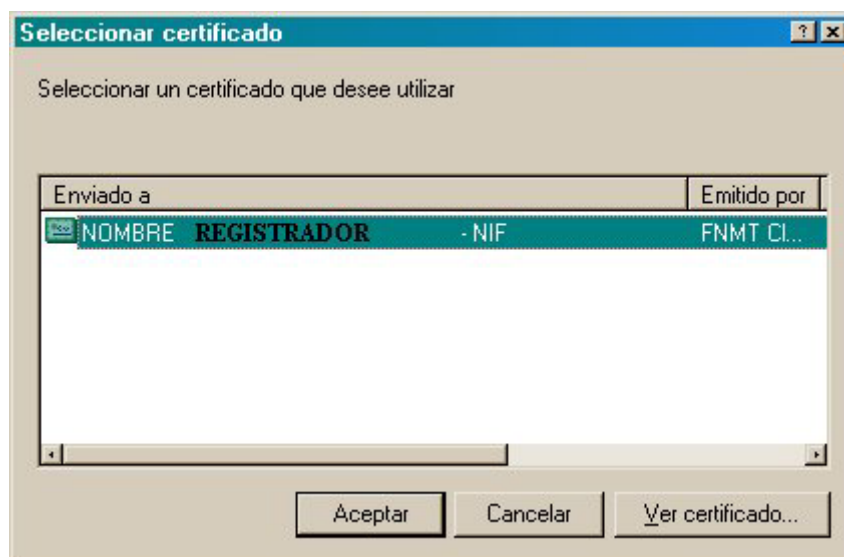 Seleccionar certificado
Seleccionar un certificado que desee utilizar
Enviado a Emitido por
NOMBRE REGISTRADOR - NIF FNMT Cl...
Aceptar Cancelar Ver certificado...